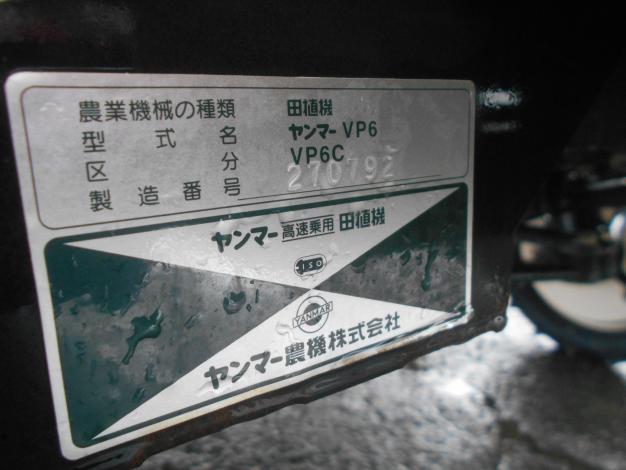 農業機械の種類 田植機
型式名 ヤンマー VP6
区分 VP6C
製造番号 270792
ヤンマー 高速乗用 田植機
ISO
YANMAR
ヤンマー農機株式会社